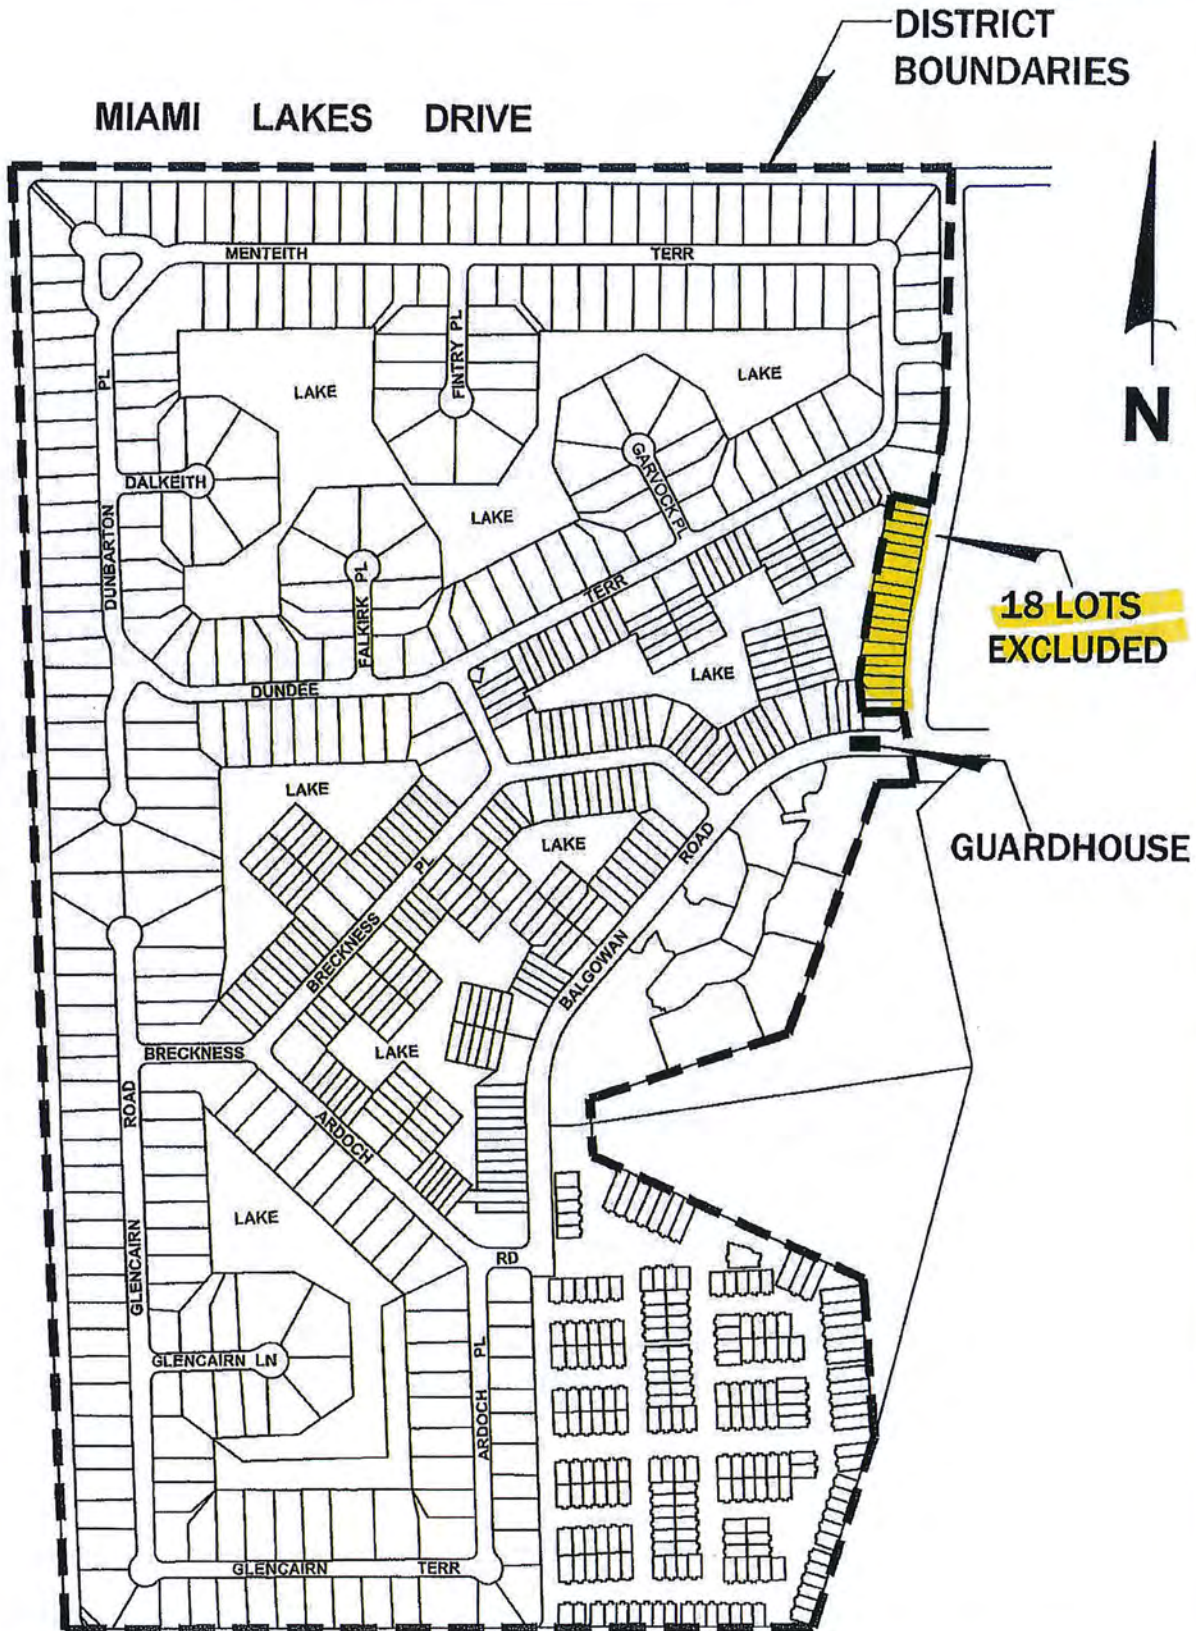 DISTRICT
BOUNDARIES
MIAMI LAKES DRIVE
MENTEITH TERR
FINTRY PL
LAKE
LAKE
N
PL
GARVOCK PL
DALKEITH
LAKE
DUNBARTON
FALKIRK PL
TERR
18 LOTS
EXCLUDED
LAKE
DUNDEE
LAKE
LAKE
ROAD
GUARDHOUSE
PL
BRECKNESS
BALGOWAN
BRECKNESS
LAKE
ROAD
ARDOCH
LAKE
GLENCAIRN
RD
GLENCAIRN LN
PL
ARDOCH
GLENCAIRN TERR